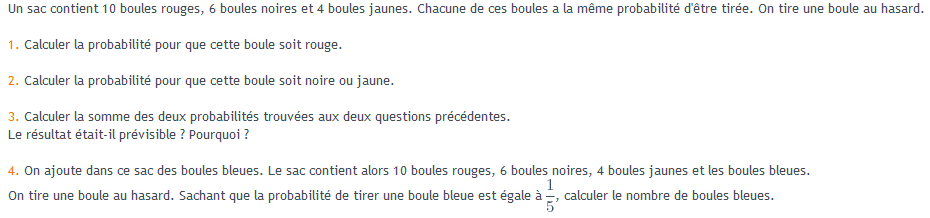 Un sac contient 10 boules rouges, 6 boules noires et 4 boules jaunes. Chacune de ces boules a la même probabilité d'être tirée. On tire une boule au hasard.
1. Calculer la probabilité pour que cette boule soit rouge.
2. Calculer la probabilité pour que cette boule soit noire ou jaune.
3. Calculer la somme des deux probabilités trouvées aux deux questions précédentes.
Le résultat était-il prévisible ? Pourquoi ?
4. On ajoute dans ce sac des boules bleues. Le sac contient alors 10 boules rouges, 6 boules noires, 4 boules jaunes et les boules bleues.
On tire une boule au hasard. Sachant que la probabilité de tirer une boule bleue est égale à 1/5, calculer le nombre de boules bleues.